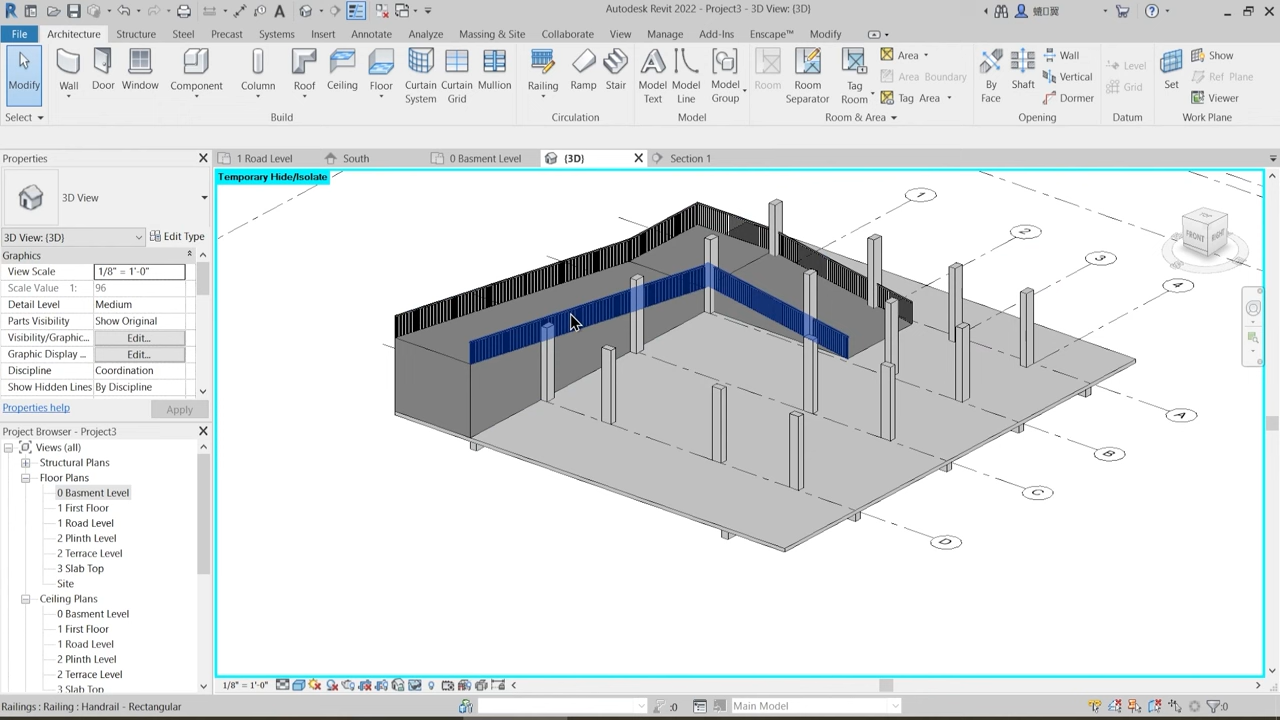 Autodesk Revit 2022 - Project3 - 3D View: {3D}
File Architecture Structure Steel Precast Systems Insert Annotate Analyze Massing & Site Collaborate View Manage Add-Ins Enscape™ Modify
Modify
Wall
Door
Window
Component
Column
Roof
Ceiling
Floor
Curtain System
Curtain Grid
Mullion
Railing
Ramp
Stair
Model Text
Model Line
Model Group
Room
Room Separator
Tag Room
Area
Area Boundary
Tag Area
By Face
Shaft
Wall
Vertical
Dormer
Level
Grid
Set
Show
Ref Plane
Viewer
Select
Build
Circulation
Model
Room & Area
Opening
Datum
Work Plane
Properties
1 Road Level
South
0 Basment Level
{3D}
Section 1
Temporary Hide/Isolate
3D View
3D View: {3D}
Edit Type
Graphics
View Scale 1/8" = 1'-0"
Scale Value 1: 96
Detail Level Medium
Parts Visibility Show Original
Visibility/Graphic... Edit...
Graphic Display ... Edit...
Discipline Coordination
Show Hidden Lines By Discipline
Properties help
Apply
Project Browser - Project3
Views (all)
Structural Plans
Floor Plans
0 Basment Level
1 First Floor
1 Road Level
2 Plinth Level
2 Terrace Level
3 Slab Top
Site
Ceiling Plans
0 Basment Level
1 First Floor
1 Road Level
2 Plinth Level
2 Terrace Level
3 Slab Top
1
2
3
4
A
B
C
D
TOP
FRONT
RIGHT
1/8" = 1'-0"
Railings : Railing : Handrail - Rectangular
:0
Main Model
:0